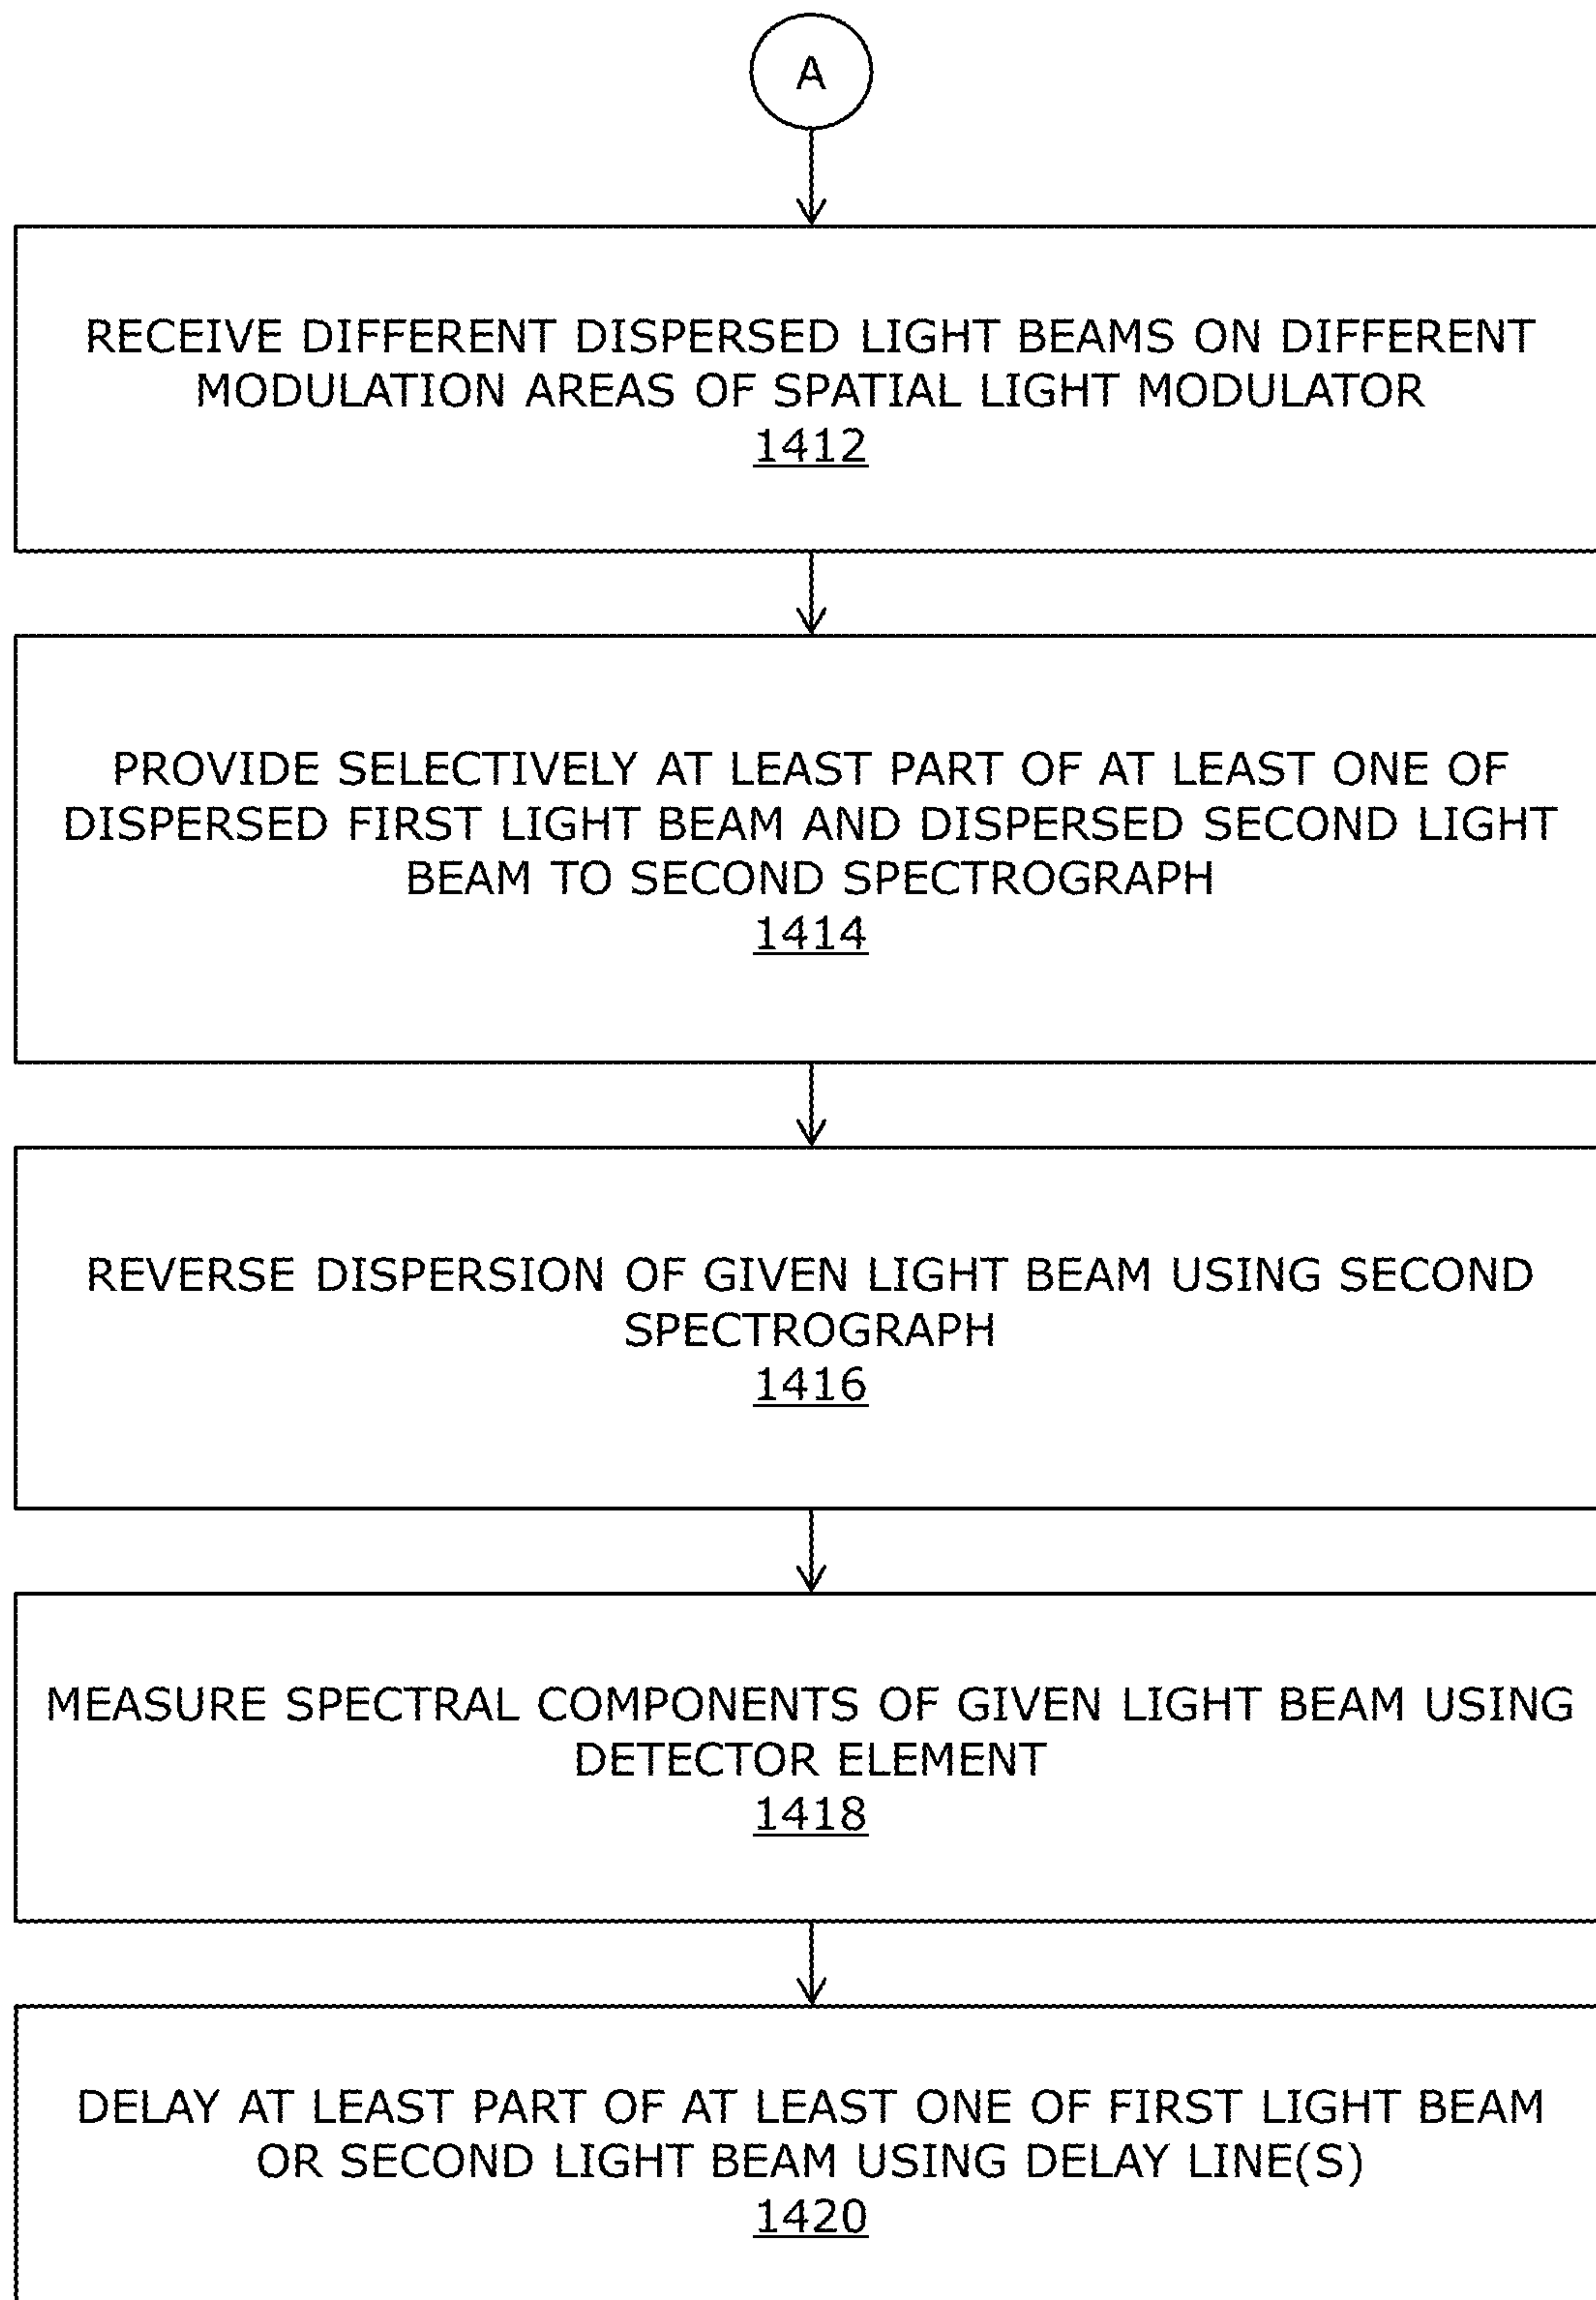 A
RECEIVE DIFFERENT DISPERSED LIGHT BEAMS ON DIFFERENT
MODULATION AREAS OF SPATIAL LIGHT MODULATOR
1412
PROVIDE SELECTIVELY AT LEAST PART OF AT LEAST ONE OF
DISPERSED FIRST LIGHT BEAM AND DISPERSED SECOND LIGHT
BEAM TO SECOND SPECTROGRAPH
1414
REVERSE DISPERSION OF GIVEN LIGHT BEAM USING SECOND
SPECTROGRAPH
1416
MEASURE SPECTRAL COMPONENTS OF GIVEN LIGHT BEAM USING
DETECTOR ELEMENT
1418
DELAY AT LEAST PART OF AT LEAST ONE OF FIRST LIGHT BEAM
OR SECOND LIGHT BEAM USING DELAY LINE(S)
1420